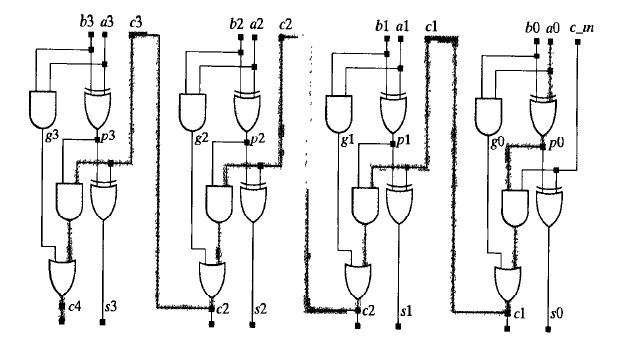 b3 a3 c3 b2 a2 c2 b1 a1 c1 b0 a0 c_in
g3 p3 g2 p2 g1 p1 g0 p0
c4 s3 c2 s2 c2 s1 c1 s0